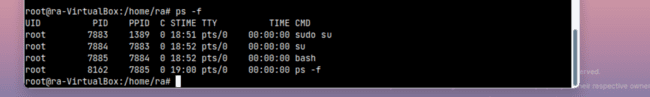 root@ra-VirtualBox:/home/ra# ps -f
UID PID PPID C STIME TTY TIME CMD
root 7883 1389 0 18:51 pts/0 00:00:00 sudo su
root 7884 7883 0 18:52 pts/0 00:00:00 su
root 7885 7884 0 18:52 pts/0 00:00:00 bash
root 8162 7885 0 19:00 pts/0 00:00:00 ps -f
root@ra-VirtualBox:/home/ra#
erved.
respective owne